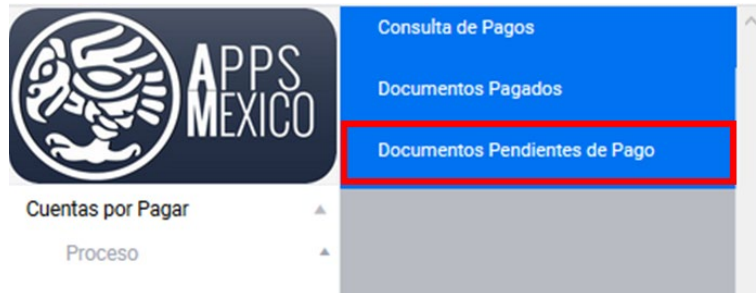 APPS
MEXICO
Consulta de Pagos
Documentos Pagados
Documentos Pendientes de Pago
Cuentas por Pagar
Proceso